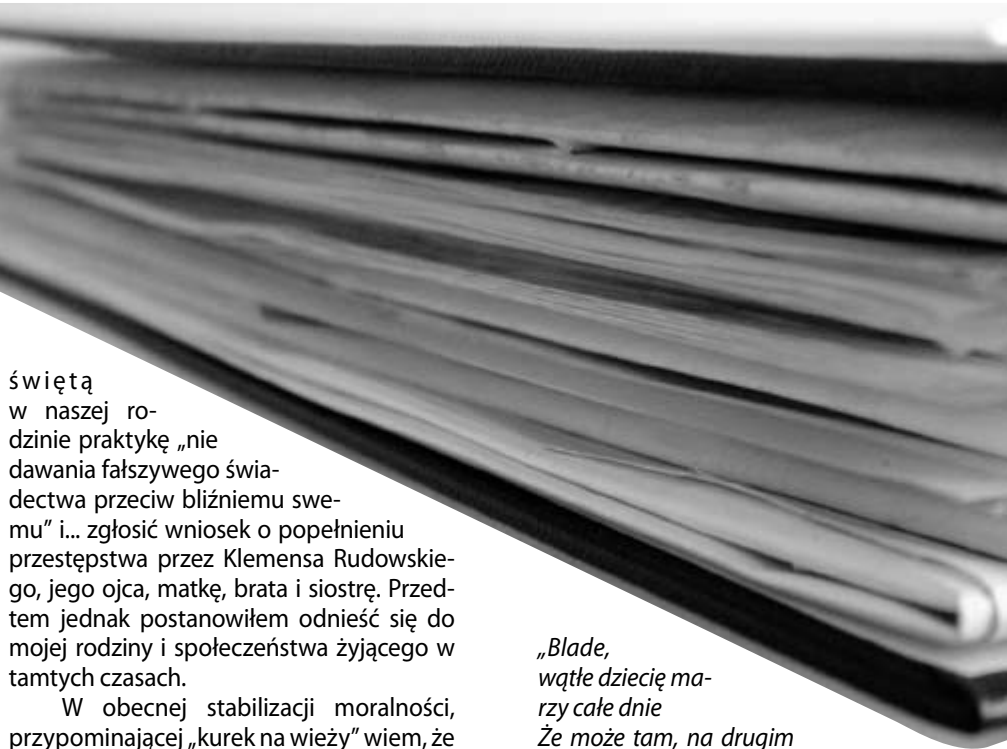 świętą
w naszej ro-
dzinie praktykę „nie
dawania fałszywego świa-
dectwa przeciw bliźniemu swe-
mu” i... zgłosić wniosek o popełnieniu
przestępstwa przez Klemensa Rudowskie-
go, jego ojca, matkę, brata i siostrę. Przed-
tem jednak postanowiłem odnieść się do
mojej rodziny i społeczeństwa żyjącego w
tamtych czasach.
W obecnej stabilizacji moralności,
przypominającej „kurek na wieży” wiem, że
„Blade,
wątłe dziecię ma-
rzy całe dnie
Że może tam, na drugim